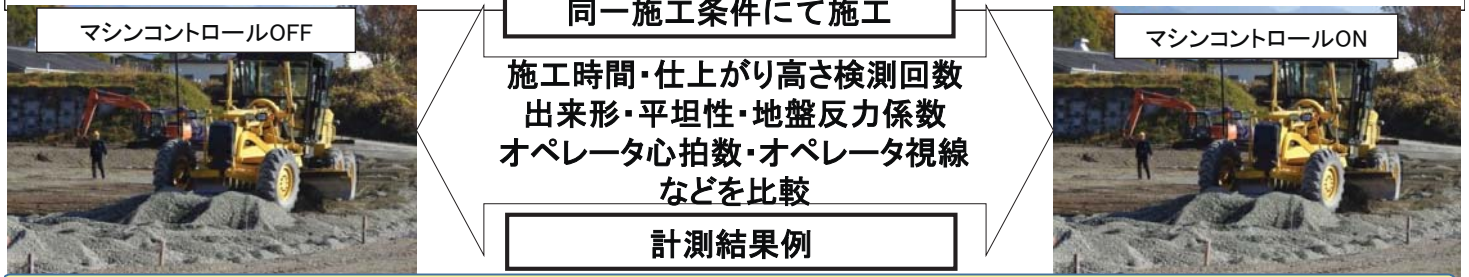 同一施工条件にて施工
マシンコントロールOFF
マシンコントロールON
施工時間・仕上がり高さ検測回数
出来形・平坦性・地盤反力係数
オペレータ心拍数・オペレータ視線
などを比較
計測結果例